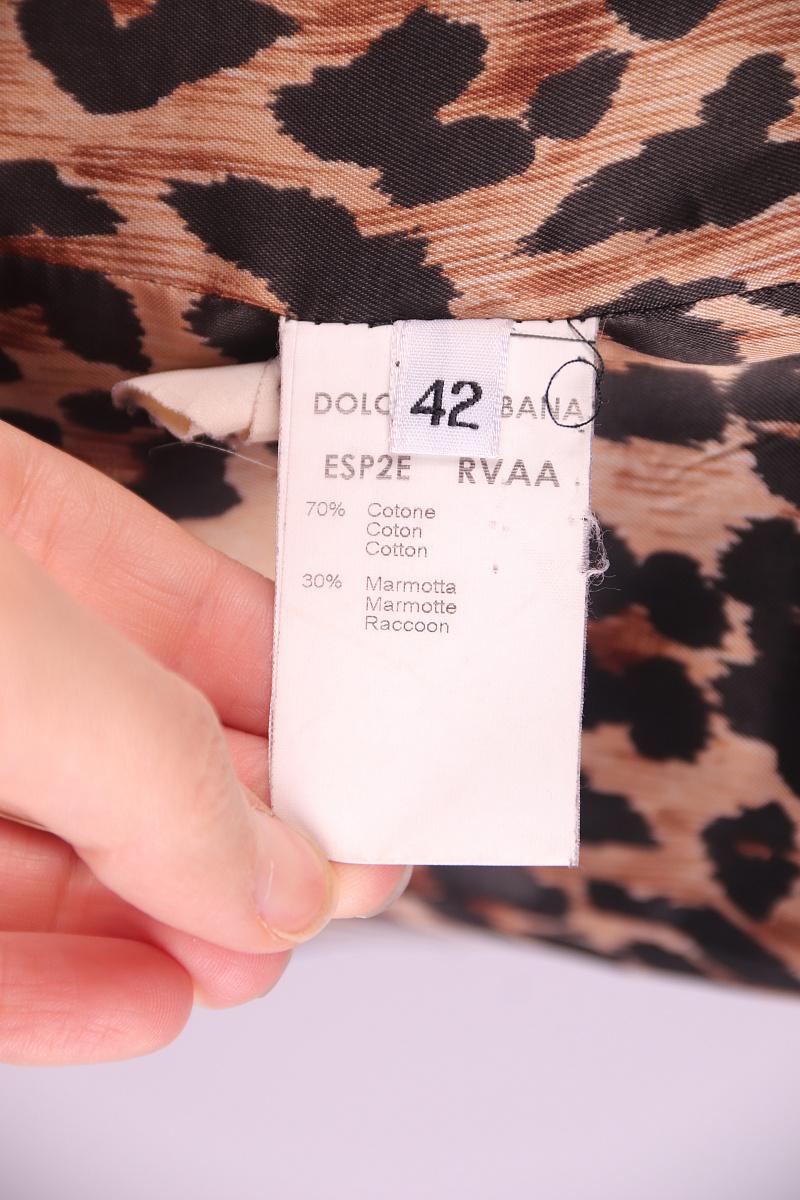 42
DOLC BANA
ESP2E RVAA
70% Cotone
Coton
Cotton
30% Marmotta
Marmotte
Raccoon